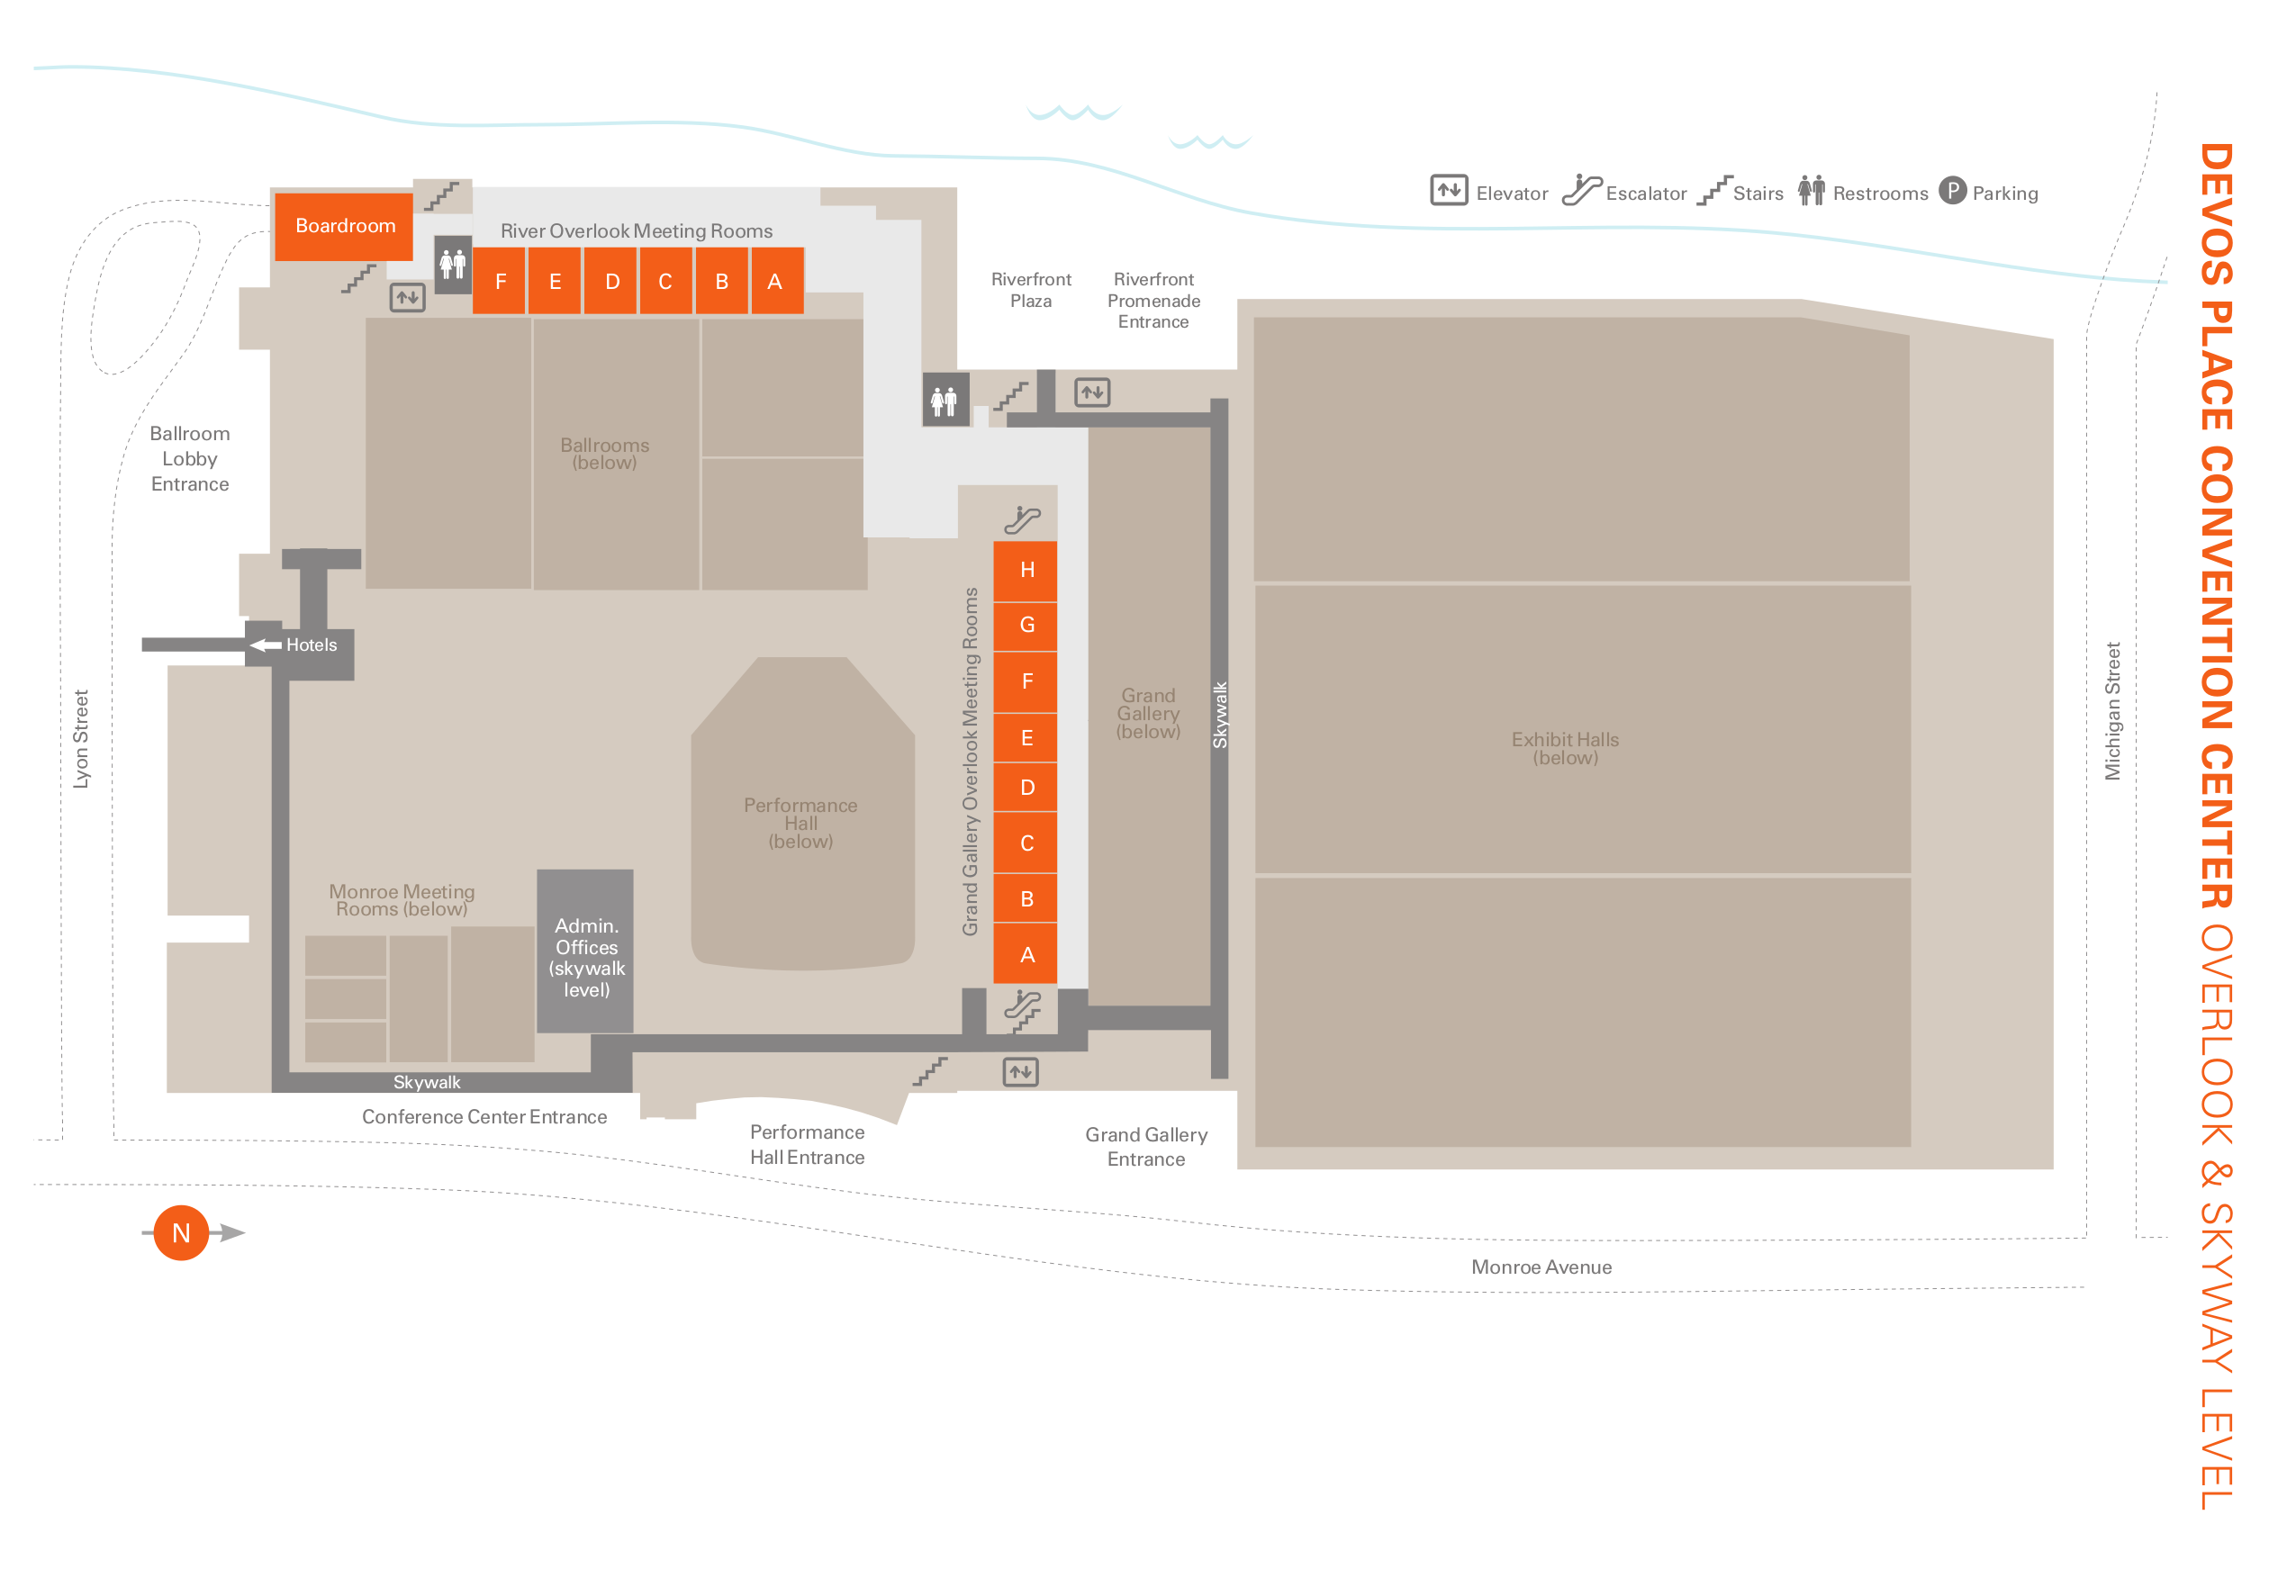 DEVOS PLACE CONVENTION CENTER OVERLOOK & SKYWAY LEVEL
Elevator
Escalator
Stairs
Restrooms
P
Parking
Boardroom
River Overlook Meeting Rooms
F
E
D
C
B
A
Riverfront
Plaza
Riverfront
Promenade
Entrance
Ballroom
Lobby
Entrance
Ballrooms
(below)
Hotels
Lyon Street
Grand Gallery Overlook Meeting Rooms
H
G
F
E
D
C
B
A
Grand
Gallery
(below)
Skywalk
Exhibit Halls
(below)
Michigan Street
Performance
Hall
(below)
Monroe Meeting
Rooms (below)
Admin.
Offices
(skywalk
level)
Skywalk
Conference Center Entrance
Performance
Hall Entrance
Grand Gallery
Entrance
N
Monroe Avenue